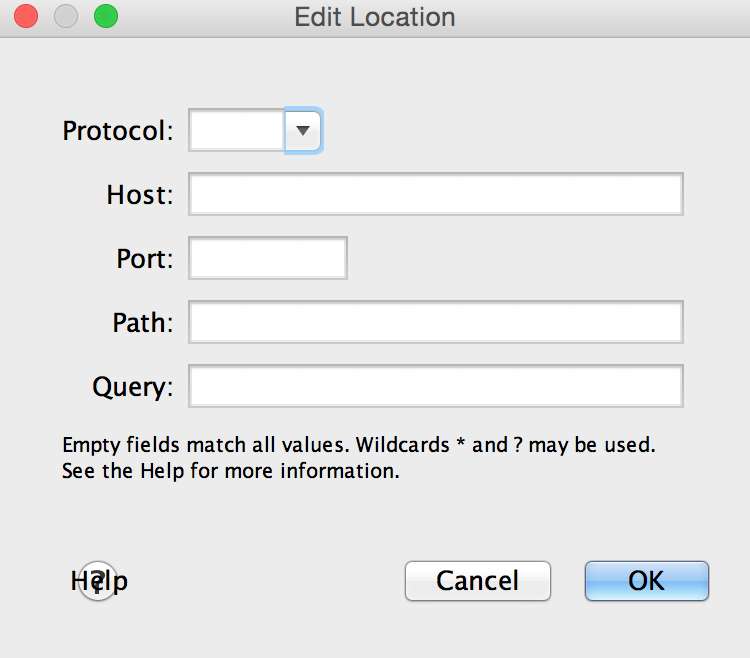 Edit Location
Protocol:
Host:
Port:
Path:
Query:
Empty fields match all values. Wildcards * and ? may be used.
See the Help for more information.
Help ?
Cancel
OK